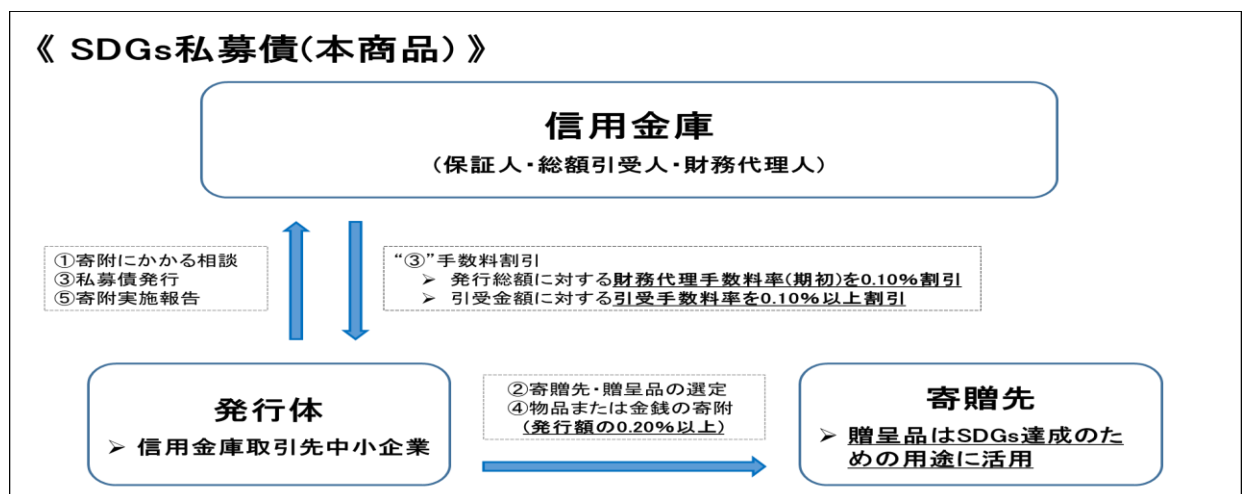 《 SDGs私募債(本商品) 》
信用金庫
(保証人・総額引受人・財務代理人)
①寄附にかかる相談
③私募債発行
⑤寄附実施報告
“③”手数料割引
➢ 発行総額に対する財務代理手数料率(期初)を0.10%割引
➢ 引受金額に対する引受手数料率を0.10%以上割引
発行体
➢ 信用金庫取引先中小企業
②寄贈先・贈呈品の選定
④物品または金銭の寄附
(発行額の0.20%以上)
寄贈先
➢ 贈呈品はSDGs達成のた
めの用途に活用